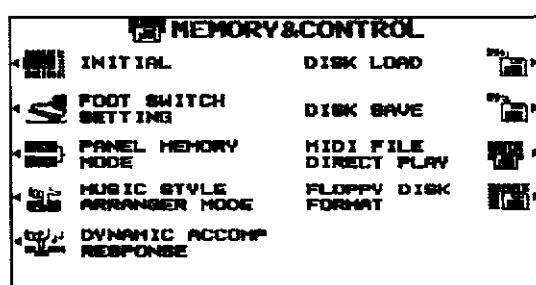 MEMORY&CONTROL
INITIAL
FOOT SWITCH
SETTING
PANEL MEMORY
MODE
MUSIC STYLE
ARRANGER MODE
DYNAMIC ACCOMP
RESPONSE
DISK LOAD
DISK SAVE
MIDI FILE
DIRECT PLAY
FLOPPY DISK
FORMAT